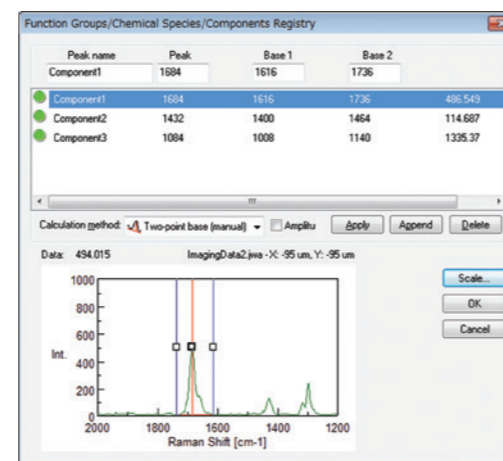 Function Groups/Chemical Species/Components Registry
Peak name Peak Base 1 Base 2
Component1 1684 1616 1736
Component1 1684 1616 1736 486.549
Component2 1432 1400 1464 114.687
Component3 1084 1008 1140 1335.37
Calculation method: Two-point base (manual) Amplitu Apply Append Delete
Data: 494.015 ImagingData2.jwa -X: -95 um, Y: -95 um
Scale...
OK
Cancel
1000
800
600
Int.
400
200
0
2000 1800 1600 1400 1200
Raman Shift [cm-1]